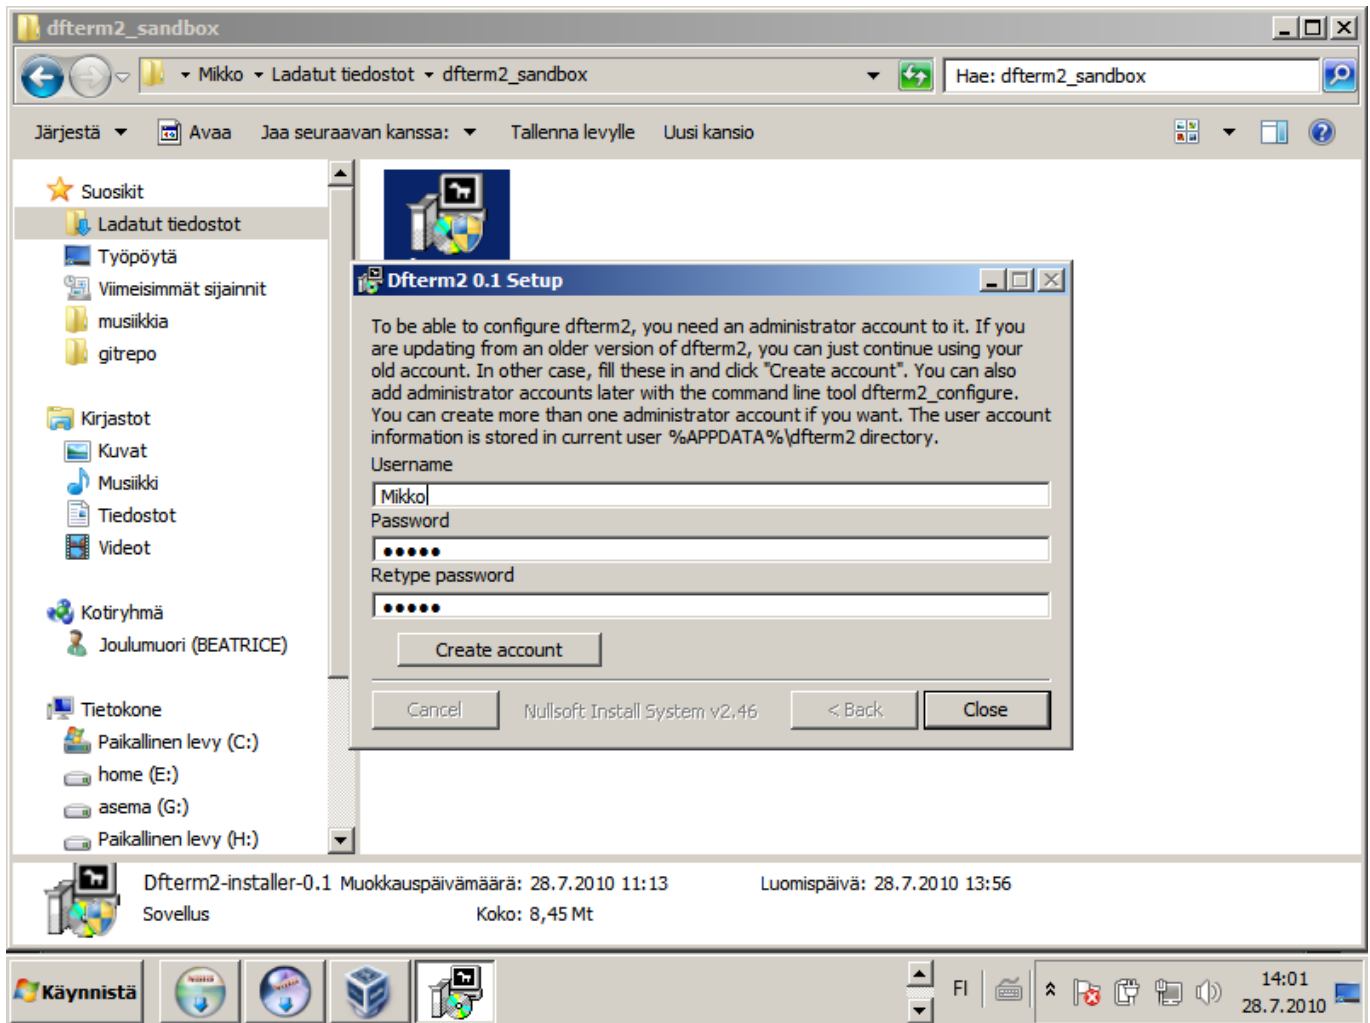 dfterm2_sandbox
Mikko Ladatut tiedostot dfterm2_sandbox
Hae: dfterm2_sandbox
Järjestä Avaa Jaa seuraavan kanssa: Tallenna levylle Uusi kansio
Suosikit
Ladatut tiedostot
Työpöytä
Viimeisimmät sijainnit
musiikkia
gitrepo
Kirjastot
Kuvat
Musiikki
Tiedostot
Videot
Kotiryhmä
Joulumuori (BEATRICE)
Tietokone
Paikallinen levy (C:)
home (E:)
asema (G:)
Paikallinen levy (H:)
Dfterm2 0.1 Setup
To be able to configure dfterm2, you need an administrator account to it. If you
are updating from an older version of dfterm2, you can just continue using your
old account. In other case, fill these in and click "Create account". You can also
add administrator accounts later with the command line tool dfterm2_configure.
You can create more than one administrator account if you want. The user account
information is stored in current user %APPDATA%\dfterm2 directory.
Username
Mikko
Password
●●●●●
Retype password
●●●●●
Create account
Cancel Nullsoft Install System v2.46 < Back Close
Dfterm2-installer-0.1 Muokkauspäivämäärä: 28.7.2010 11:13 Luomispäivä: 28.7.2010 13:56
Sovellus Koko: 8,45 Mt
Käynnistä
FI
14:01
28.7.2010